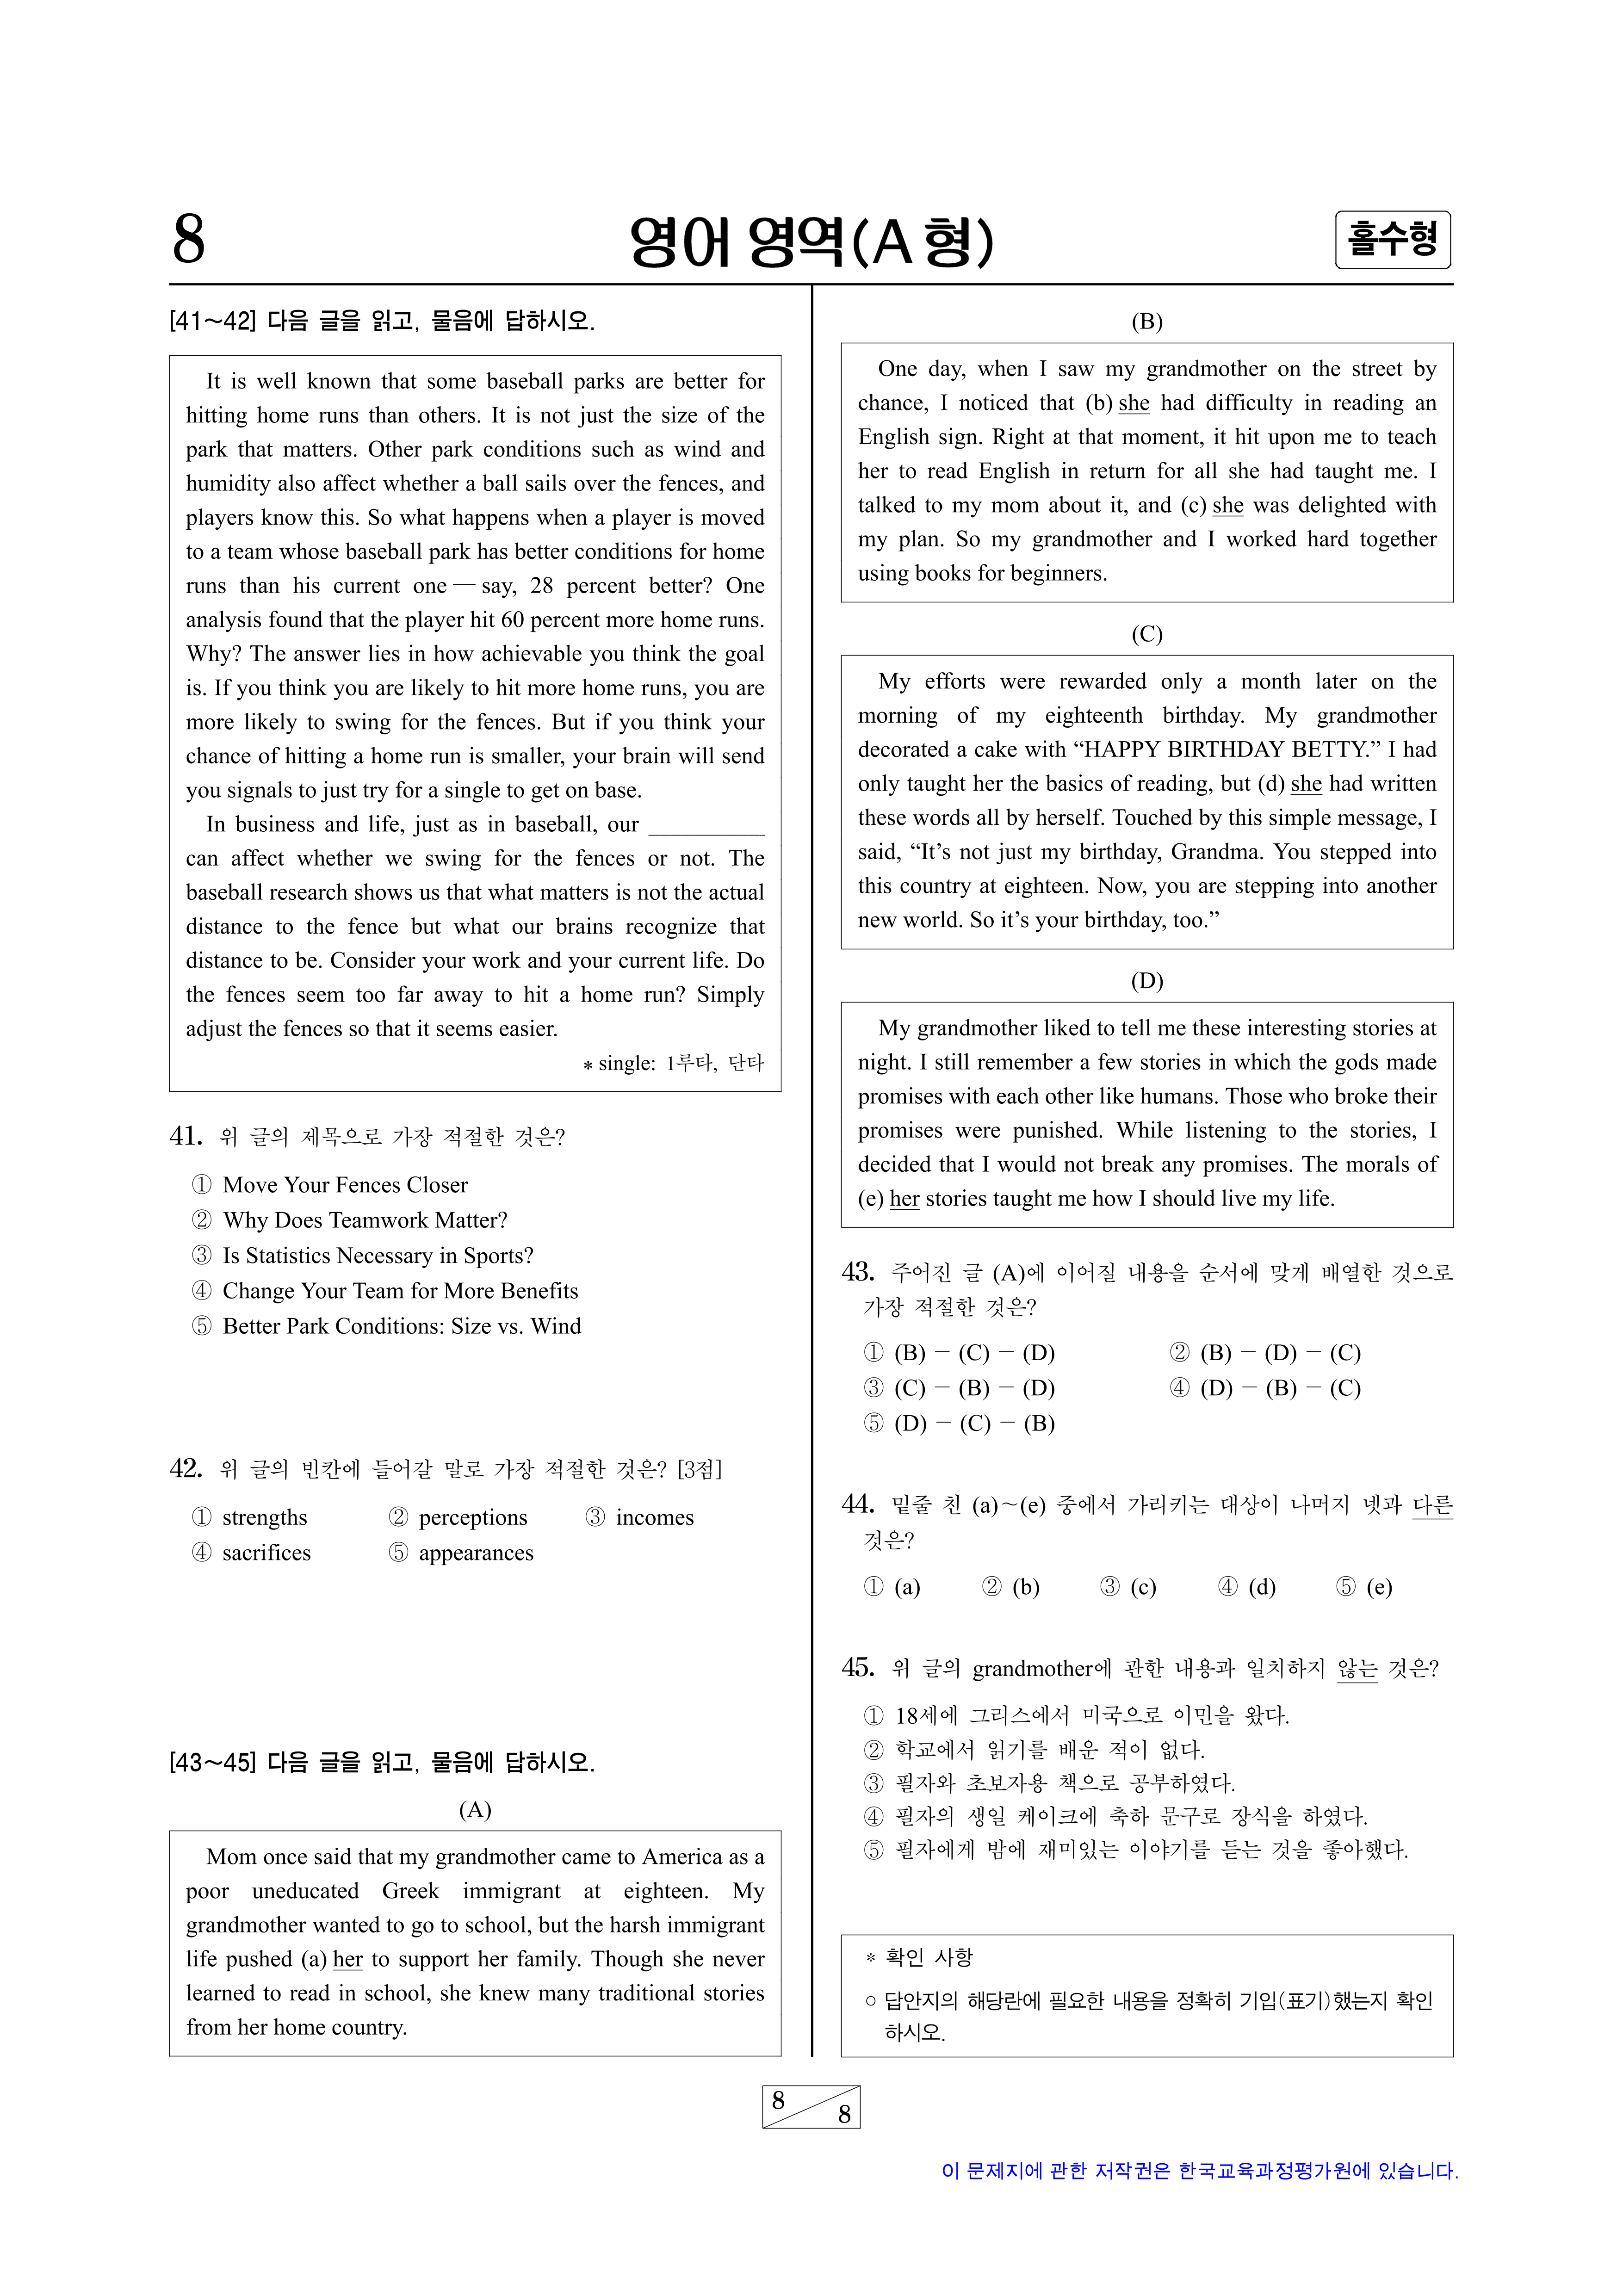 8
영어 영역(A 형)
홀수형
[41~42] 다음 글을 읽고, 물음에 답하시오.
It is well known that some baseball parks are better for
hitting home runs than others. It is not just the size of the
park that matters. Other park conditions such as wind and
humidity also affect whether a ball sails over the fences, and
players know this. So what happens when a player is moved
to a team whose baseball park has better conditions for home
runs than his current one — say, 28 percent better? One
analysis found that the player hit 60 percent more home runs.
Why? The answer lies in how achievable you think the goal
is. If you think you are likely to hit more home runs, you are
more likely to swing for the fences. But if you think your
chance of hitting a home run is smaller, your brain will send
you signals to just try for a single to get on base.
In business and life, just as in baseball, our __________
can affect whether we swing for the fences or not. The
baseball research shows us that what matters is not the actual
distance to the fence but what our brains recognize that
distance to be. Consider your work and your current life. Do
the fences seem too far away to hit a home run? Simply
adjust the fences so that it seems easier.
* single: 1루타, 단타
41. 위 글의 제목으로 가장 적절한 것은?
① Move Your Fences Closer
② Why Does Teamwork Matter?
③ Is Statistics Necessary in Sports?
④ Change Your Team for More Benefits
⑤ Better Park Conditions: Size vs. Wind
42. 위 글의 빈칸에 들어갈 말로 가장 적절한 것은? [3점]
① strengths ② perceptions ③ incomes
④ sacrifices ⑤ appearances
[43~45] 다음 글을 읽고, 물음에 답하시오.
(A)
Mom once said that my grandmother came to America as a
poor uneducated Greek immigrant at eighteen. My
grandmother wanted to go to school, but the harsh immigrant
life pushed (a) her to support her family. Though she never
learned to read in school, she knew many traditional stories
from her home country.
(B)
One day, when I saw my grandmother on the street by
chance, I noticed that (b) she had difficulty in reading an
English sign. Right at that moment, it hit upon me to teach
her to read English in return for all she had taught me. I
talked to my mom about it, and (c) she was delighted with
my plan. So my grandmother and I worked hard together
using books for beginners.
(C)
My efforts were rewarded only a month later on the
morning of my eighteenth birthday. My grandmother
decorated a cake with “HAPPY BIRTHDAY BETTY.” I had
only taught her the basics of reading, but (d) she had written
these words all by herself. Touched by this simple message, I
said, “It’s not just my birthday, Grandma. You stepped into
this country at eighteen. Now, you are stepping into another
new world. So it’s your birthday, too.”
(D)
My grandmother liked to tell me these interesting stories at
night. I still remember a few stories in which the gods made
promises with each other like humans. Those who broke their
promises were punished. While listening to the stories, I
decided that I would not break any promises. The morals of
(e) her stories taught me how I should live my life.
43. 주어진 글 (A)에 이어질 내용을 순서에 맞게 배열한 것으로
가장 적절한 것은?
① (B) － (C) － (D) ② (B) － (D) － (C)
③ (C) － (B) － (D) ④ (D) － (B) － (C)
⑤ (D) － (C) － (B)
44. 밑줄 친 (a)~(e) 중에서 가리키는 대상이 나머지 넷과 다른
것은?
① (a) ② (b) ③ (c) ④ (d) ⑤ (e)
45. 위 글의 grandmother에 관한 내용과 일치하지 않는 것은?
① 18세에 그리스에서 미국으로 이민을 왔다.
② 학교에서 읽기를 배운 적이 없다.
③ 필자와 초보자용 책으로 공부하였다.
④ 필자의 생일 케이크에 축하 문구로 장식을 하였다.
⑤ 필자에게 밤에 재미있는 이야기를 듣는 것을 좋아했다.
* 확인 사항
○ 답안지의 해당란에 필요한 내용을 정확히 기입(표기)했는지 확인
하시오.
8
8
이 문제지에 관한 저작권은 한국교육과정평가원에 있습니다.